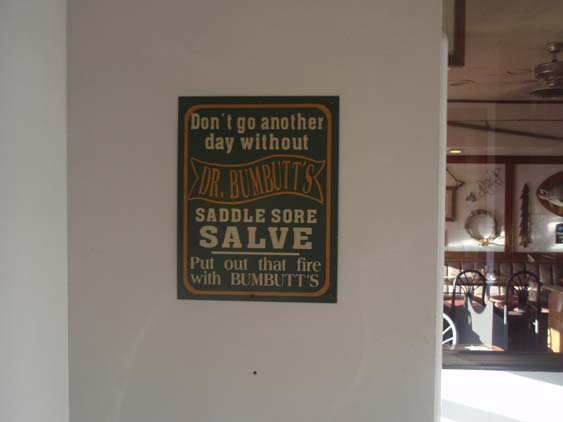 Don't go another
day without
DR. BUMBUTT'S
SADDLE SORE
SALVE
Put out that fire
with BUMBUTT'S